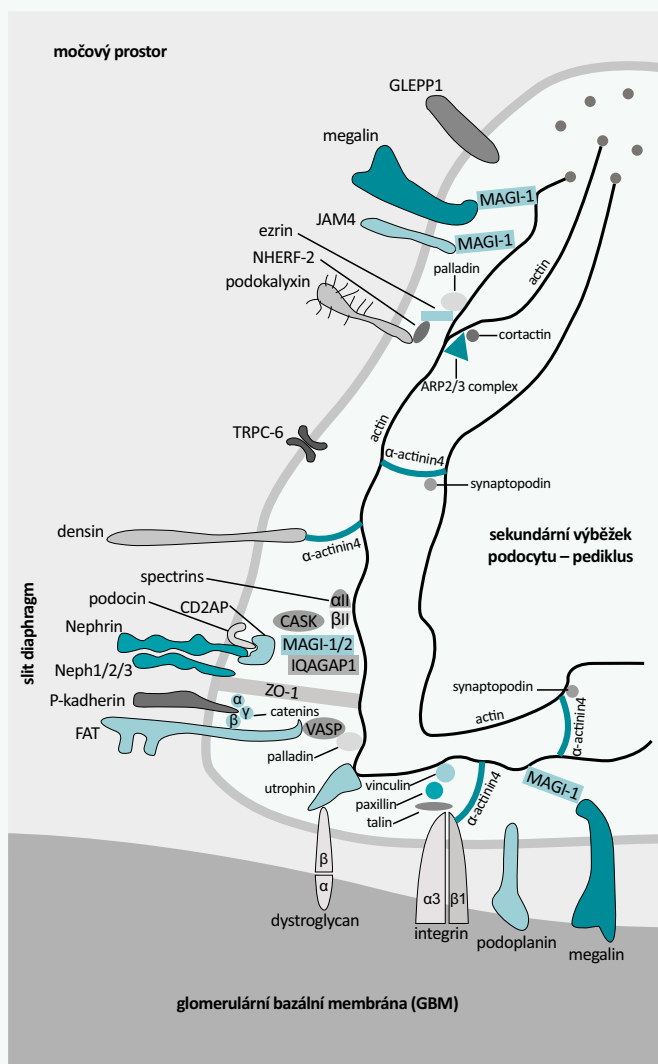 močový prostor
GLEPP1
megalin
MAGI-1
JAM4
MAGI-1
ezrin
NHERF-2
palladin
podokalyxin
actin
cortactin
ARP2/3 complex
actin
TRPC-6
α-actinin4
synaptopodin
densin
α-actinin4
sekundární výběžek
podocytu – pediklus
spectrins
αII
podocin
CD2AP
CASK
βII
Nephrin
MAGI-1/2
IQAGAP1
Neph1/2/3
slit diaphragm
ZO-1
synaptopodin
P-kadherin
α
γ
β
catenins
actin
α-actinin4
FAT
VASP
palladin
utrophin
vinculin
paxillin
talin
α-actinin4
MAGI-1
β
α
α3
β1
dystroglycan
integrin
podoplanin
megalin
glomerulární bazální membrána (GBM)